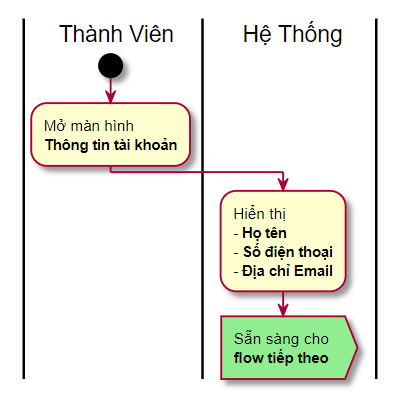 Thành Viên
Hệ Thống
Mở màn hình
Thông tin tài khoản
Hiển thị
- Họ tên
- Số điện thoại
- Địa chỉ Email
Sẵn sàng cho
flow tiếp theo